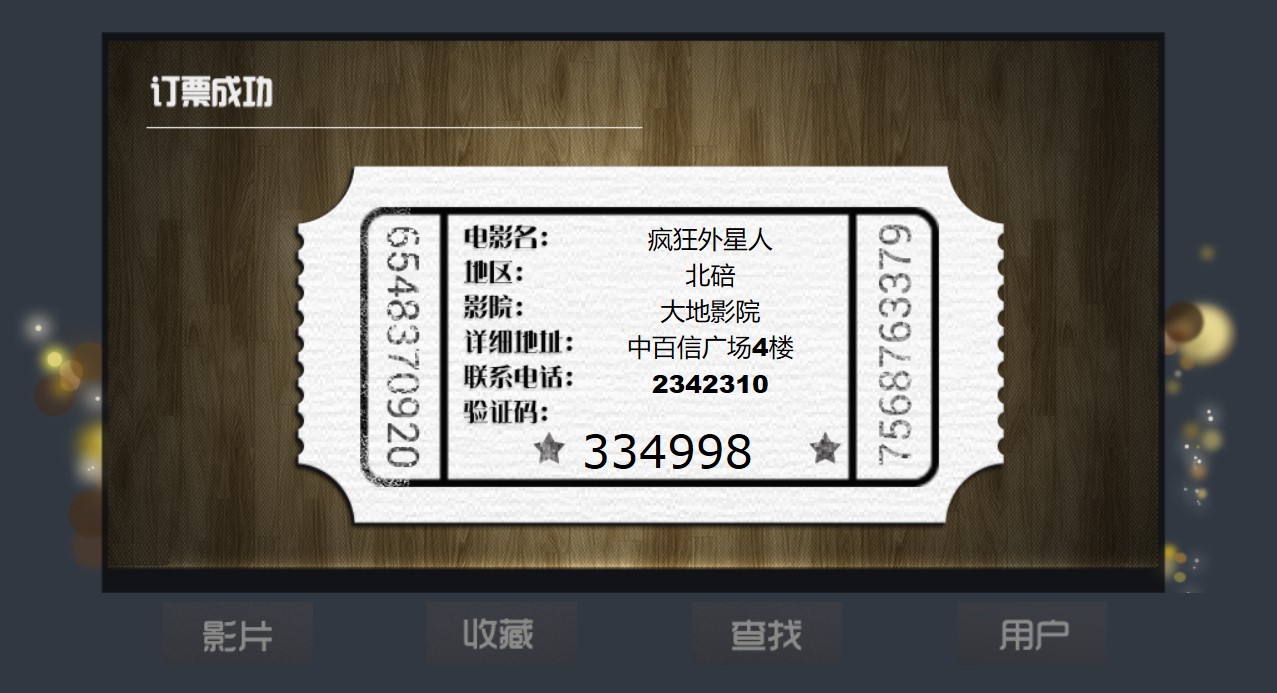 订票成功
6548370920
电影名： 疯狂外星人
地区： 北碚
影院： 大地影院
详细地址： 中百信广场4楼
联系电话： 2342310
验证码：
334998
7568763379
影片 收藏 查找 用户